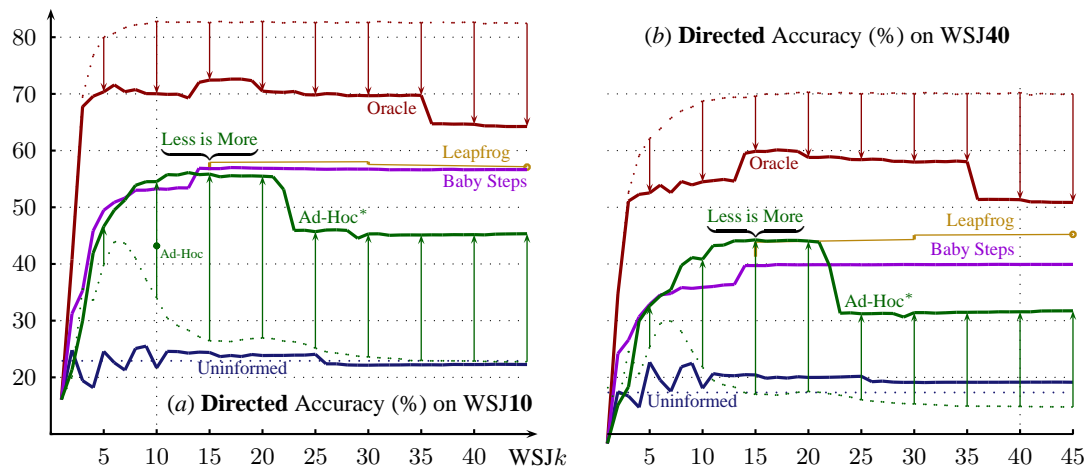 80
70
60
50
40
30
20
5 10 15 20 25 30 35 40 WSJk
Oracle
Less is More
Leapfrog
Baby Steps
Ad-Hoc*
Ad-Hoc
Uninformed
(a) Directed Accuracy (%) on WSJ10
(b) Directed Accuracy (%) on WSJ40
Oracle
Less is More
Leapfrog
Baby Steps
Ad-Hoc*
Uninformed
5 10 15 20 25 30 35 40 45